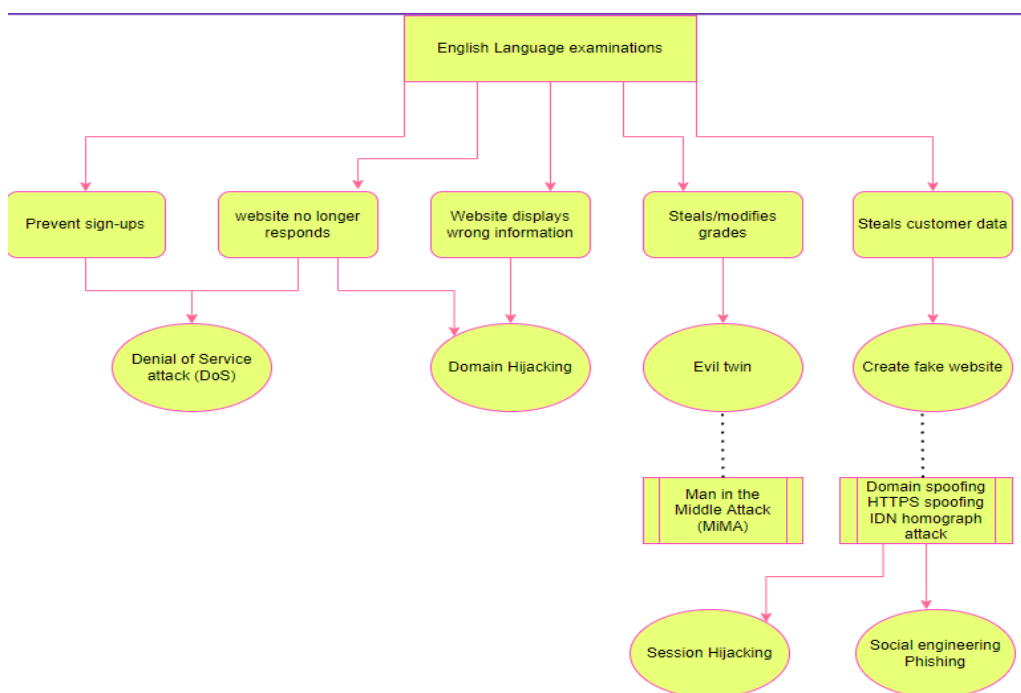 English Language examinations
Prevent sign-ups
website no longer
responds
Website displays
wrong information
Steals/modifies
grades
Steals customer data
Denial of Service
attack (DoS)
Domain Hijacking
Evil twin
Create fake website
Man in the
Middle Attack
(MiMA)
Domain spoofing
HTTPS spoofing
IDN homograph
attack
Session Hijacking
Social engineering
Phishing